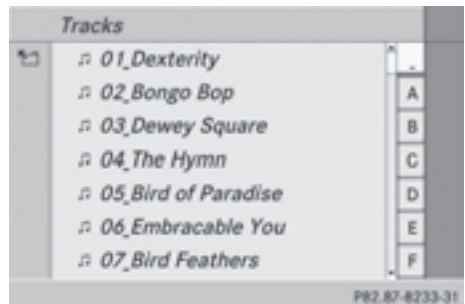 Tracks
01_Dexterity
02_Bongo Bop
03_Dewey Square
04_The Hymn
05_Bird of Paradise
06_Embracable You
07_Bird Feathers
.
A
B
C
D
E
F
P82.87-8233-31